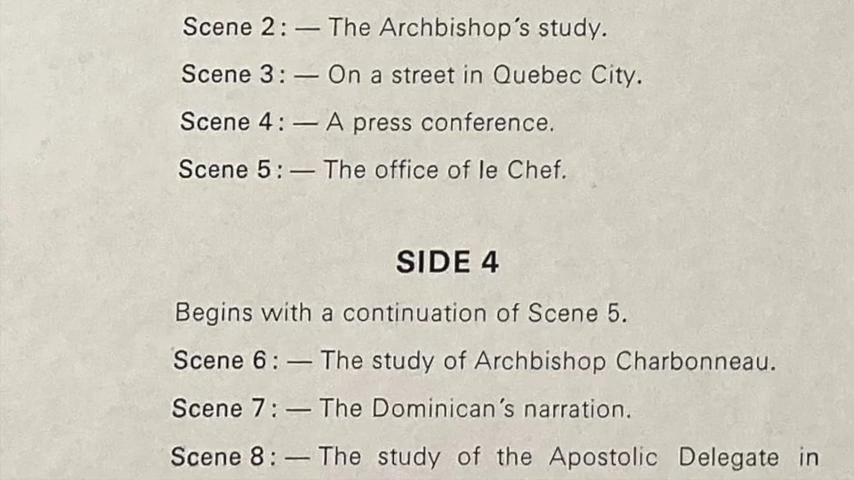 Scene 2: — The Archbishop's study.
Scene 3: — On a street in Quebec City.
Scene 4: — A press conference.
Scene 5: — The office of le Chef.
SIDE 4
Begins with a continuation of Scene 5.
Scene 6: — The study of Archbishop Charbonneau.
Scene 7: — The Dominican's narration.
Scene 8: — The study of the Apostolic Delegate in